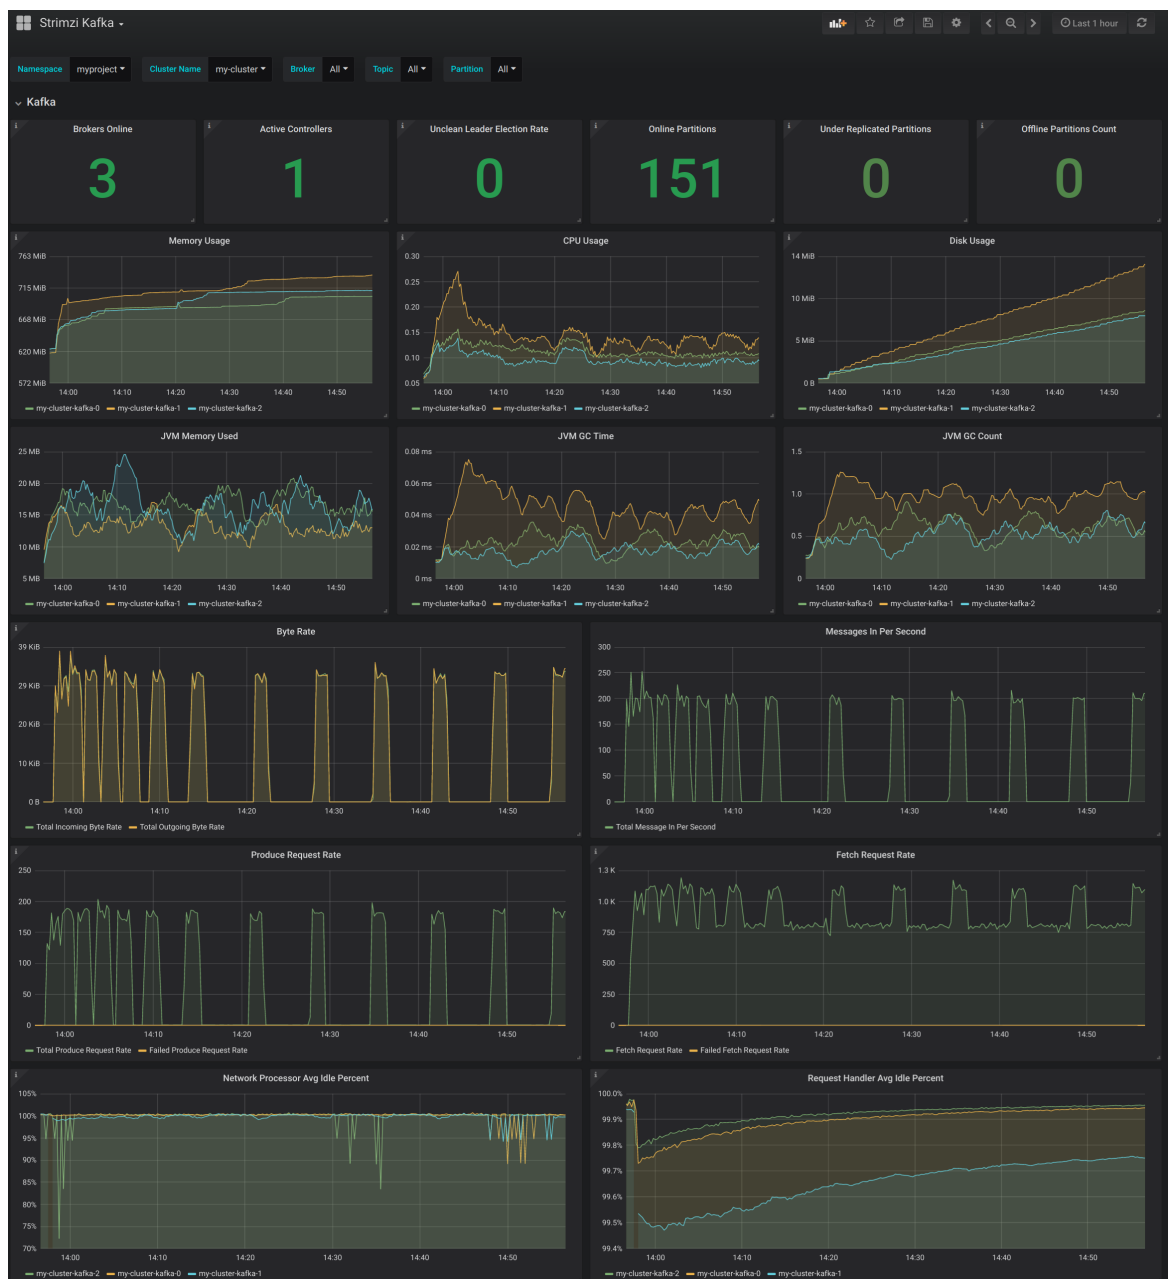 Strimzi Kafka
Last 1 hour
Namespace myproject Cluster Name my-cluster Broker All Topic All Partition All
Kafka
Brokers Online Active Controllers Unclean Leader Election Rate Online Partitions Under Replicated Partitions Offline Partitions Count
3 1 0 151 0 0
Memory Usage
763 MiB
715 MiB
668 MiB
620 MiB
572 MiB
14:00 14:10 14:20 14:30 14:40 14:50
my-cluster-kafka-0 my-cluster-kafka-1 my-cluster-kafka-2
CPU Usage
0.30
0.25
0.20
0.15
0.10
0.05
14:00 14:10 14:20 14:30 14:40 14:50
my-cluster-kafka-0 my-cluster-kafka-1 my-cluster-kafka-2
Disk Usage
14 MiB
10 MiB
5 MiB
0 B
14:00 14:10 14:20 14:30 14:40 14:50
my-cluster-kafka-0 my-cluster-kafka-1 my-cluster-kafka-2
JVM Memory Used
25 MB
20 MB
15 MB
10 MB
5 MB
14:00 14:10 14:20 14:30 14:40 14:50
my-cluster-kafka-0 my-cluster-kafka-1 my-cluster-kafka-2
JVM GC Time
0.08 ms
0.06 ms
0.04 ms
0.02 ms
0 ms
14:00 14:10 14:20 14:30 14:40 14:50
my-cluster-kafka-0 my-cluster-kafka-1 my-cluster-kafka-2
JVM GC Count
1.5
1.0
0.5
0
14:00 14:10 14:20 14:30 14:40 14:50
my-cluster-kafka-0 my-cluster-kafka-1 my-cluster-kafka-2
Byte Rate
39 KiB
29 KiB
20 KiB
10 KiB
0 B
14:00 14:10 14:20 14:30 14:40 14:50
Total Incoming Byte Rate Total Outgoing Byte Rate
Messages In Per Second
300
250
200
150
100
50
0
14:00 14:10 14:20 14:30 14:40 14:50
Total Message In Per Second
Produce Request Rate
250
200
150
100
50
0
14:00 14:10 14:20 14:30 14:40 14:50
Total Produce Request Rate Failed Produce Request Rate
Fetch Request Rate
1.3 K
1.0 K
750
500
250
0
14:00 14:10 14:20 14:30 14:40 14:50
Fetch Request Rate Failed Fetch Request Rate
Network Processor Avg Idle Percent
105%
100%
95%
90%
85%
80%
75%
70%
14:00 14:10 14:20 14:30 14:40 14:50
my-cluster-kafka-2 my-cluster-kafka-0 my-cluster-kafka-1
Request Handler Avg Idle Percent
100.0%
99.9%
99.8%
99.7%
99.6%
99.5%
99.4%
14:00 14:10 14:20 14:30 14:40 14:50
my-cluster-kafka-2 my-cluster-kafka-0 my-cluster-kafka-1